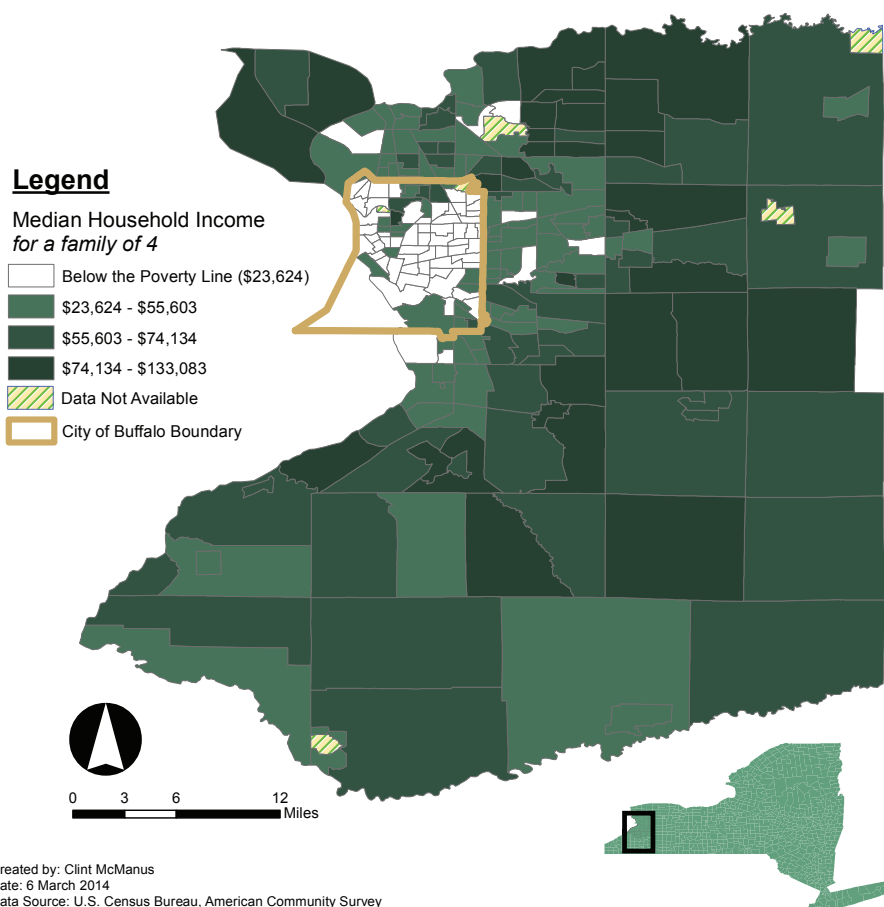 Legend
Median Household Income
for a family of 4
Below the Poverty Line ($23,624)
$23,624 - $55,603
$55,603 - $74,134
$74,134 - $133,083
Data Not Available
City of Buffalo Boundary
0 3 6 12
Miles
reated by: Clint McManus
ate: 6 March 2014
ata Source: U.S. Census Bureau, American Community Survey